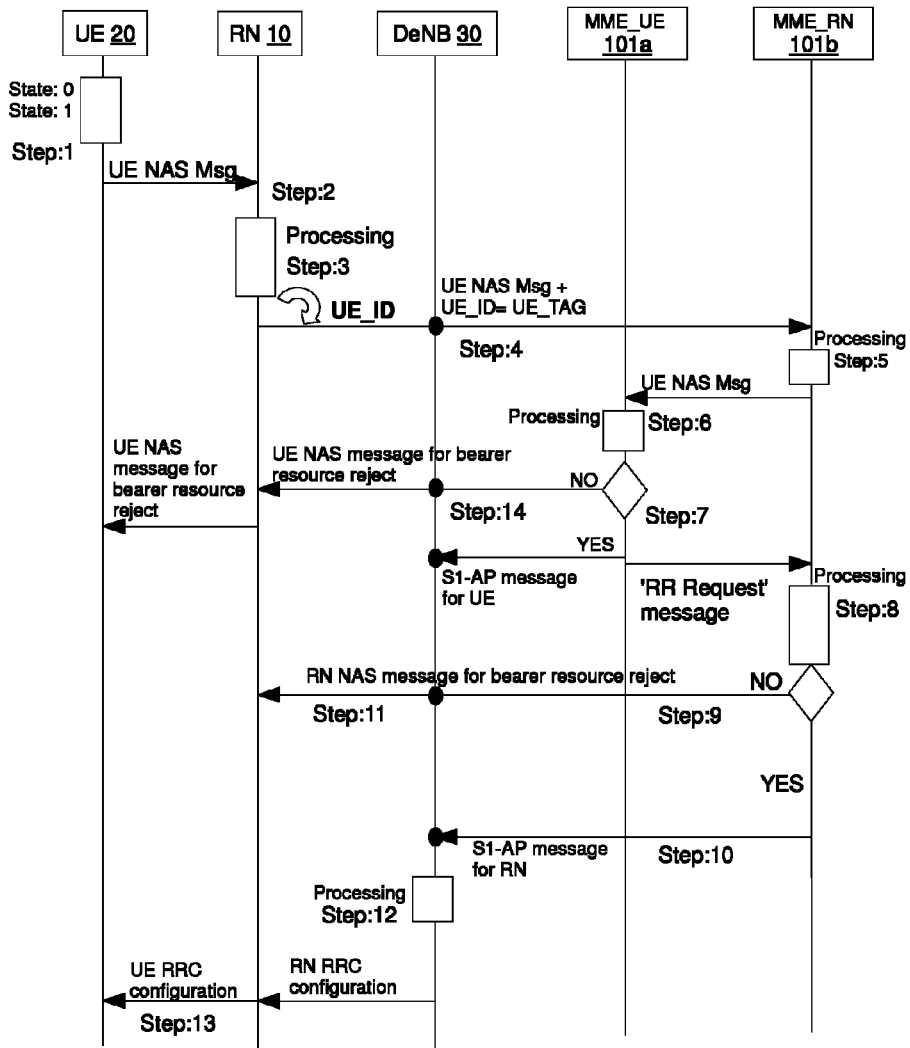 UE 20
RN 10
DeNB 30
MME_UE
101a
MME_RN
101b
State: 0
State: 1
Step:1
UE NAS Msg
Step:2
Processing
Step:3
UE_ID
UE NAS Msg +
UE_ID= UE_TAG
Step:4
Processing
Step:5
UE NAS Msg
Processing
Step:6
UE NAS
message for
bearer resource
reject
UE NAS message for bearer
resource reject
NO
Step:14
Step:7
YES
S1-AP message
for UE
'RR Request'
message
Processing
Step:8
RN NAS message for bearer resource reject
NO
Step:11
Step:9
YES
S1-AP message
for RN
Step:10
Processing
Step:12
UE RRC
configuration
RN RRC
configuration
Step:13